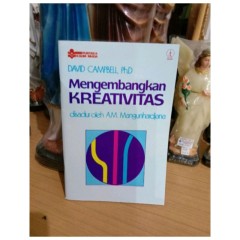 DAVID CAMPBELL, PhD
Mengembangkan
KREATIVITAS
disadur oleh A.M. Mangunhardjana